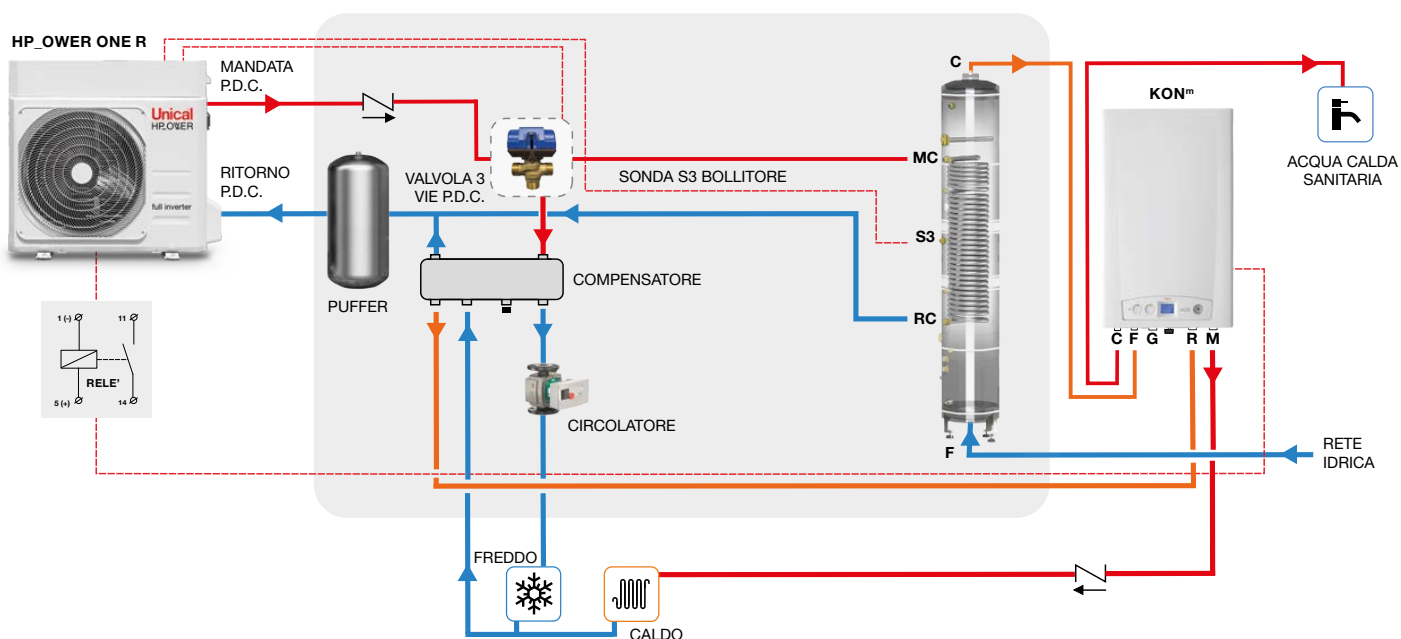 HP_OWER ONE R
MANDATA
P.D.C.
Unical
HP_OWER
full inverter
RITORNO
P.D.C.
PUFFER
VALVOLA 3
VIE P.D.C.
SONDA S3 BOLLITORE
COMPENSATORE
CIRCOLATORE
C
MC
S3
RC
F
KONᵐ
C F G R M
ACQUA CALDA
SANITARIA
RETE
IDRICA
1 (-)
11
RELE'
5 (+)
14
FREDDO
CALDO